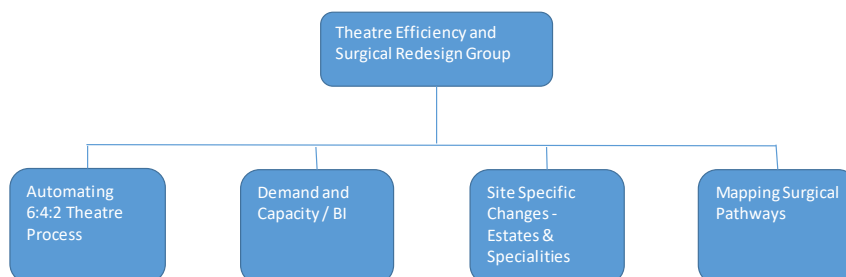 Theatre Efficiency and
Surgical Redesign Group
Automating
6:4:2 Theatre
Process
Demand and
Capacity / BI
Site Specific
Changes -
Estates &
Specialities
Mapping Surgical
Pathways